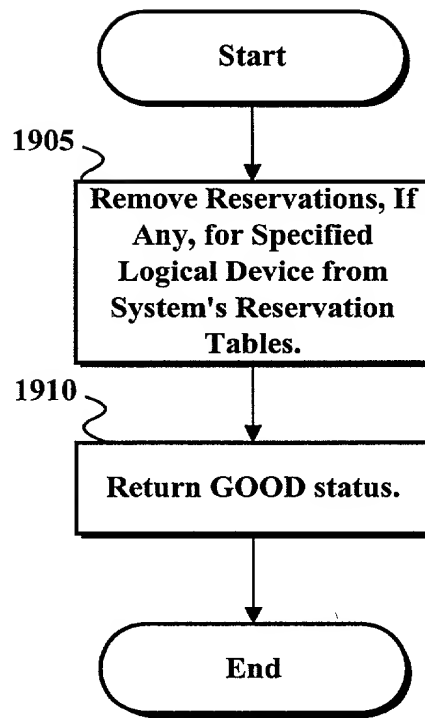 Start
1905
Remove Reservations, If
Any, for Specified
Logical Device from
System's Reservation
Tables.
1910
Return GOOD status.
End